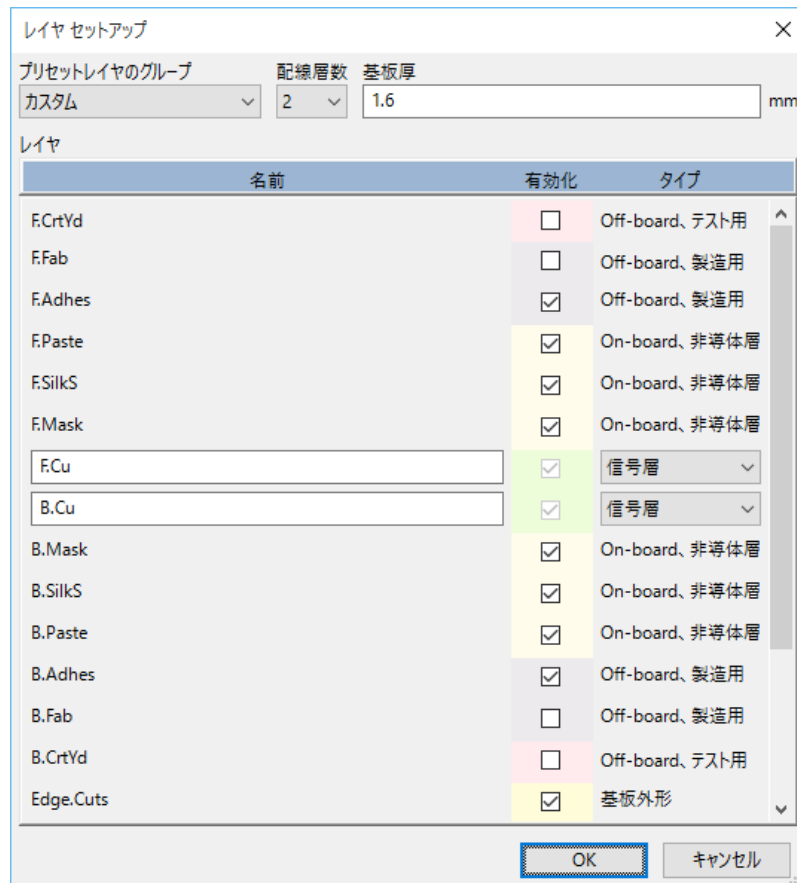 レイヤ セットアップ
プリセットレイヤのグループ 配線層数 基板厚
カスタム 2 1.6 mm
レイヤ
名前 有効化 タイプ
F.CrtYd Off-board、テスト用
F.Fab Off-board、製造用
F.Adhes Off-board、製造用
F.Paste On-board、非導体層
F.SilkS On-board、非導体層
F.Mask On-board、非導体層
F.Cu 信号層
B.Cu 信号層
B.Mask On-board、非導体層
B.SilkS On-board、非導体層
B.Paste On-board、非導体層
B.Adhes Off-board、製造用
B.Fab Off-board、製造用
B.CrtYd Off-board、テスト用
Edge.Cuts 基板外形
OK キャンセル